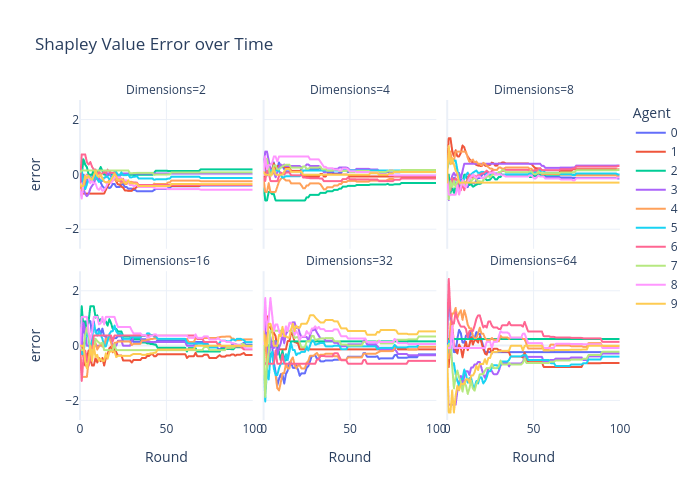 Shapley Value Error over Time
Dimensions=2
Dimensions=4
Dimensions=8
2
0
−2
error
Dimensions=16
Dimensions=32
Dimensions=64
2
0
−2
error
0
50
100
0
50
100
0
50
100
Round
Round
Round
Agent
0
1
2
3
4
5
6
7
8
9